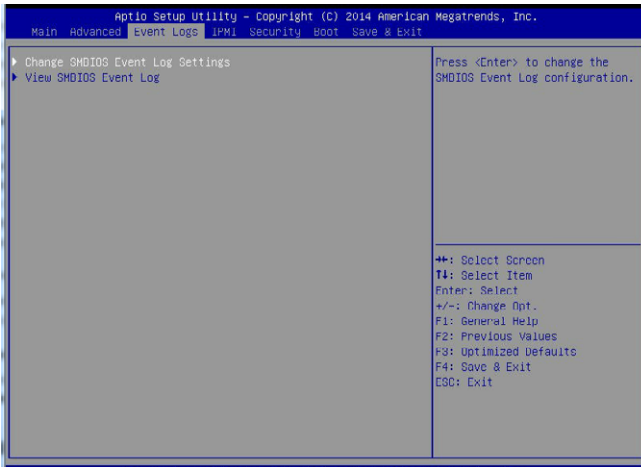 Aptio Setup Utility – Copyright (C) 2014 American Megatrends, Inc.
Main Advanced Event Logs IPMI Security Boot Save & Exit
Change SMBIOS Event Log Settings
View SMBIOS Event Log
Press <Enter> to change the
SMBIOS Event Log configuration.
→←: Select Screen
↑↓: Select Item
Enter: Select
+/-: Change Opt.
F1: General Help
F2: Previous Values
F3: Optimized Defaults
F4: Save & Exit
ESC: Exit